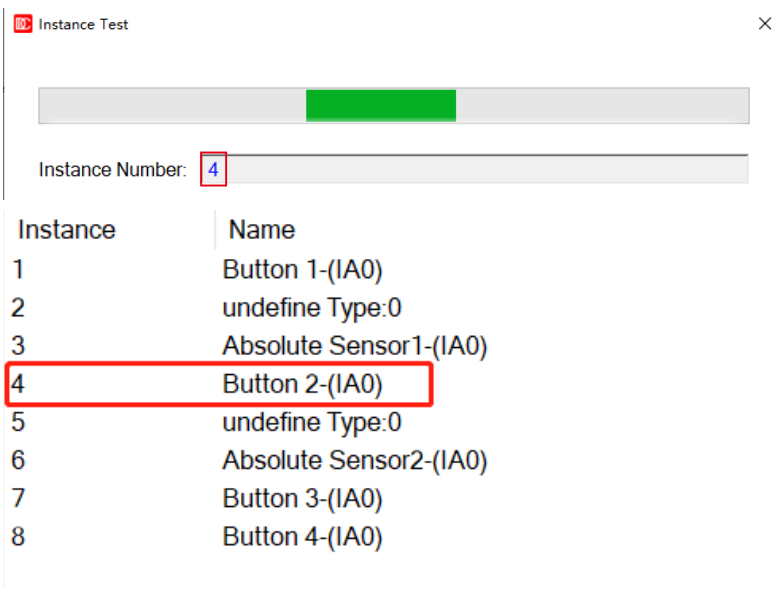 Instance Test
Instance Number: 4
Instance Name
1 Button 1-(IA0)
2 undefine Type:0
3 Absolute Sensor1-(IA0)
4 Button 2-(IA0)
5 undefine Type:0
6 Absolute Sensor2-(IA0)
7 Button 3-(IA0)
8 Button 4-(IA0)